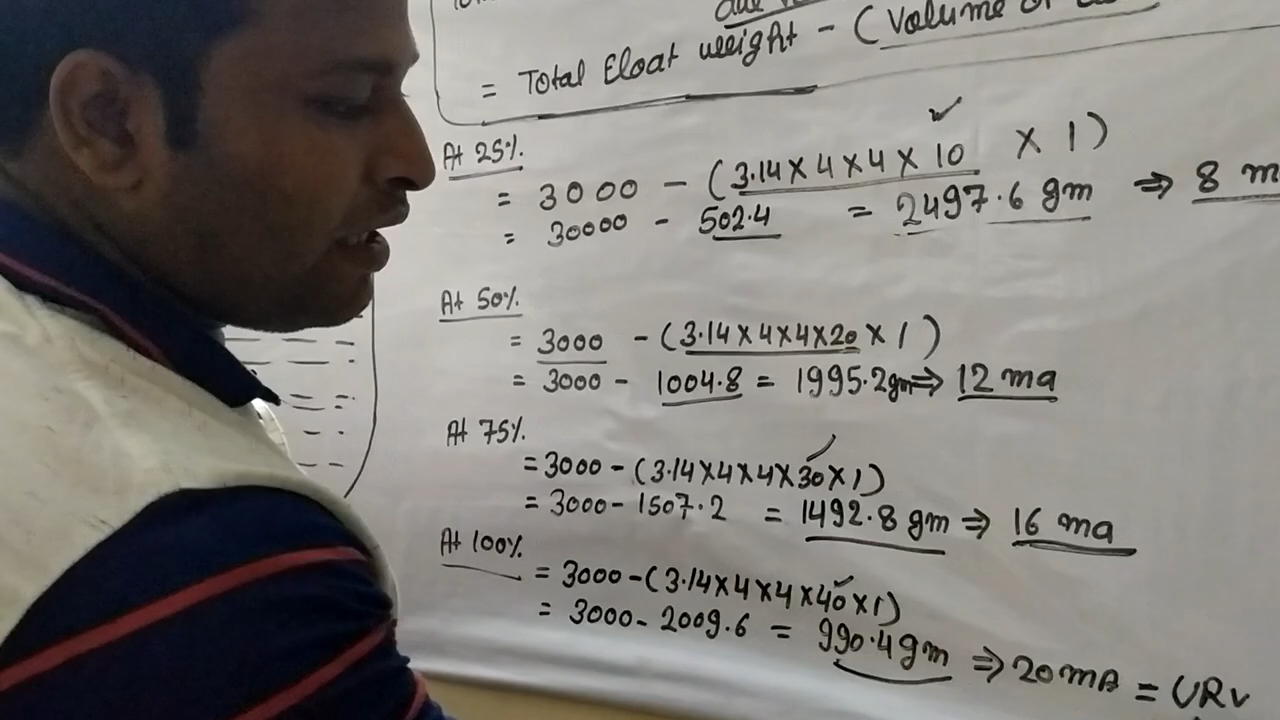 = Total Float weight - (Volume of
At 25%.
= 3000 - (3.14 X 4 X 4 X 10 X 1)
= 30000 - 502.4 = 2497.6 gm ⇒ 8 m
At 50%.
= 3000 - (3.14 X 4 X 4 X 20 X 1)
= 3000 - 1004.8 = 1995.2gm ⇒ 12 ma
At 75%.
= 3000 - (3.14 X 4 X 4 X 30 X 1)
= 3000 - 1507.2 = 1492.8 gm ⇒ 16 ma
At 100%.
= 3000 - (3.14 X 4 X 4 X 40 X 1)
= 3000 - 2009.6 = 990.4gm ⇒ 20mA = URV